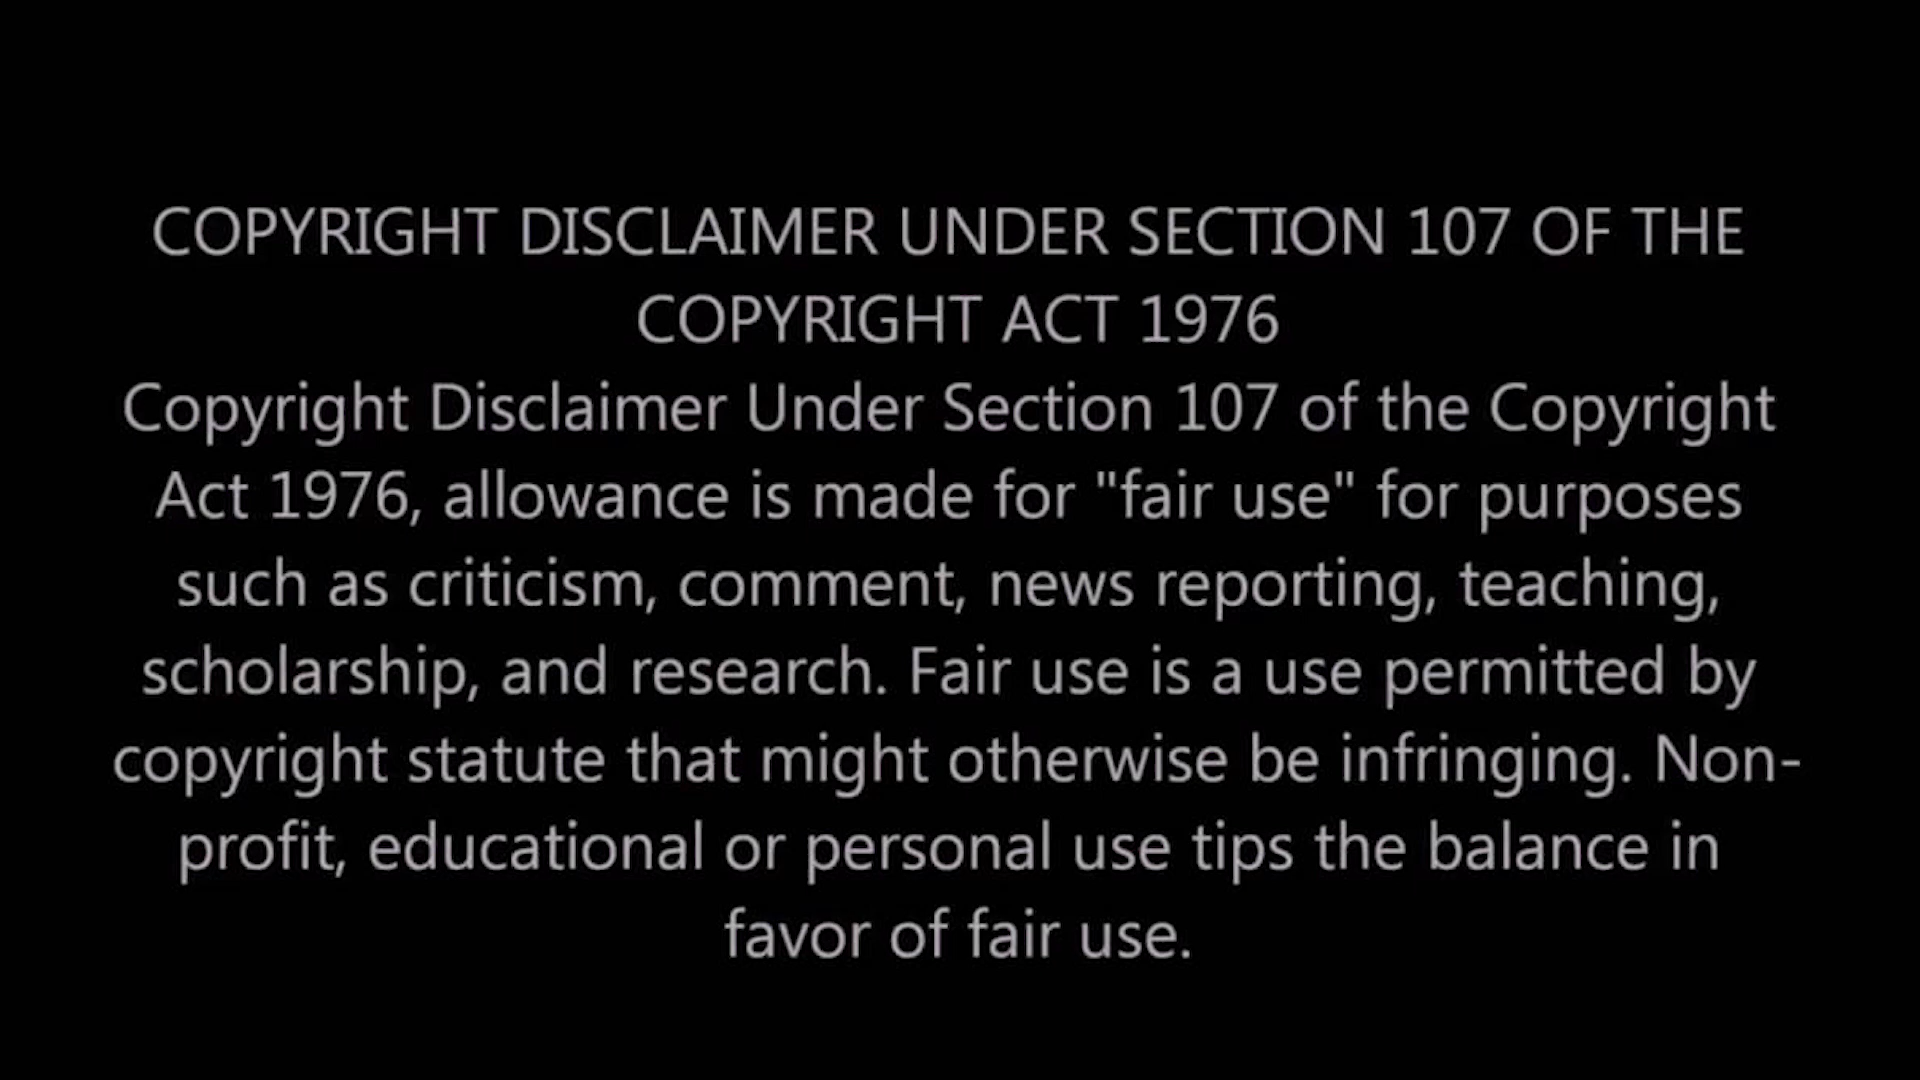 COPYRIGHT DISCLAIMER UNDER SECTION 107 OF THE
COPYRIGHT ACT 1976
Copyright Disclaimer Under Section 107 of the Copyright
Act 1976, allowance is made for "fair use" for purposes
such as criticism, comment, news reporting, teaching,
scholarship, and research. Fair use is a use permitted by
copyright statute that might otherwise be infringing. Non-
profit, educational or personal use tips the balance in
favor of fair use.